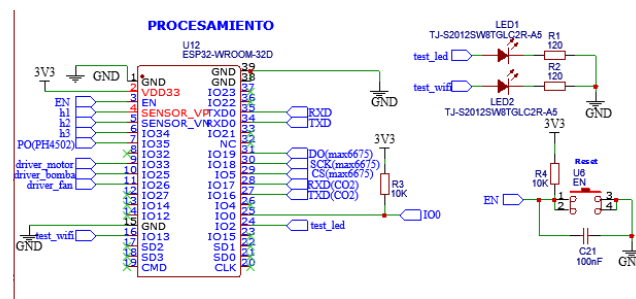 PROCESAMIENTO
U12
ESP32-WROOM-32D
3V3
GND
EN
h1
h2
h3
PO(PH4502)
driver_motor
driver_bomba
driver_fan
GND
test_wifi
1 GND
2 VDD33
3 EN
4 SENSOR_VP
5 SENSOR_VN
6 IO34
7 IO35
8 IO32
9 IO33
10 IO25
11 IO26
12 IO27
13 IO14
14 IO12
15 GND
16 IO13
17 SD2
18 SD3
19 CMD
GND 39
GND 38
IO23 37
IO22 36
TXD0 35
RXD0 34
IO21 33
NC 32
IO19 31
IO18 30
IO5 29
IO17 28
IO16 27
IO4 26
IO0 25
IO2 24
IO15 23
SD1 22
SD0 21
CLK 20
GND
RXD
TXD
DO(max6675)
SCK(max6675)
CS(max6675)
RXD(CO2)
TXD(CO2)
test_led
3V3
R3
10K
IO0
LED1
TJ-S2012SW8TGLC2R-A5
test_led
R1
120
test_wifi
R2
120
LED2
TJ-S2012SW8TGLC2R-A5
GND
3V3
R4
10K
Reset
U6
EN
EN
1 3
2 4
C21
100nF
GND